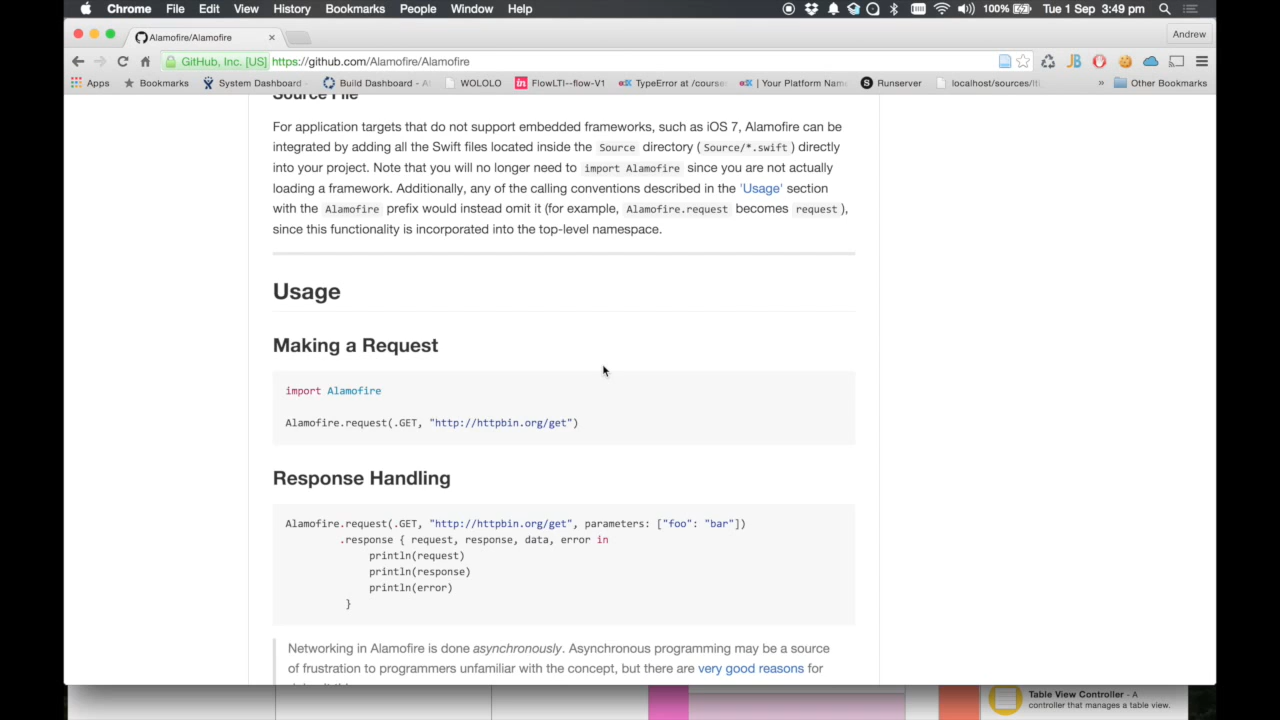 Chrome File Edit View History Bookmarks People Window Help 100% Tue 1 Sep 3:49 pm
Alamofire/Alamofire Andrew
GitHub, Inc. [US] https://github.com/Alamofire/Alamofire
Apps Bookmarks System Dashboard Build Dashboard - WOLOLO FlowLTI--flow-V1 TypeError at /course | Your Platform Name Runserver localhost/sources/lti » Other Bookmarks
Source File
For application targets that do not support embedded frameworks, such as iOS 7, Alamofire can be
integrated by adding all the Swift files located inside the Source directory ( Source/*.swift ) directly
into your project. Note that you will no longer need to import Alamofire since you are not actually
loading a framework. Additionally, any of the calling conventions described in the 'Usage' section
with the Alamofire prefix would instead omit it (for example, Alamofire.request becomes request ),
since this functionality is incorporated into the top-level namespace.
Usage
Making a Request
import Alamofire
Alamofire.request(.GET, "http://httpbin.org/get")
Response Handling
Alamofire.request(.GET, "http://httpbin.org/get", parameters: ["foo": "bar"])
.response { request, response, data, error in
println(request)
println(response)
println(error)
}
Networking in Alamofire is done asynchronously. Asynchronous programming may be a source
of frustration to programmers unfamiliar with the concept, but there are very good reasons for
Table View Controller - A
controller that manages a table view.